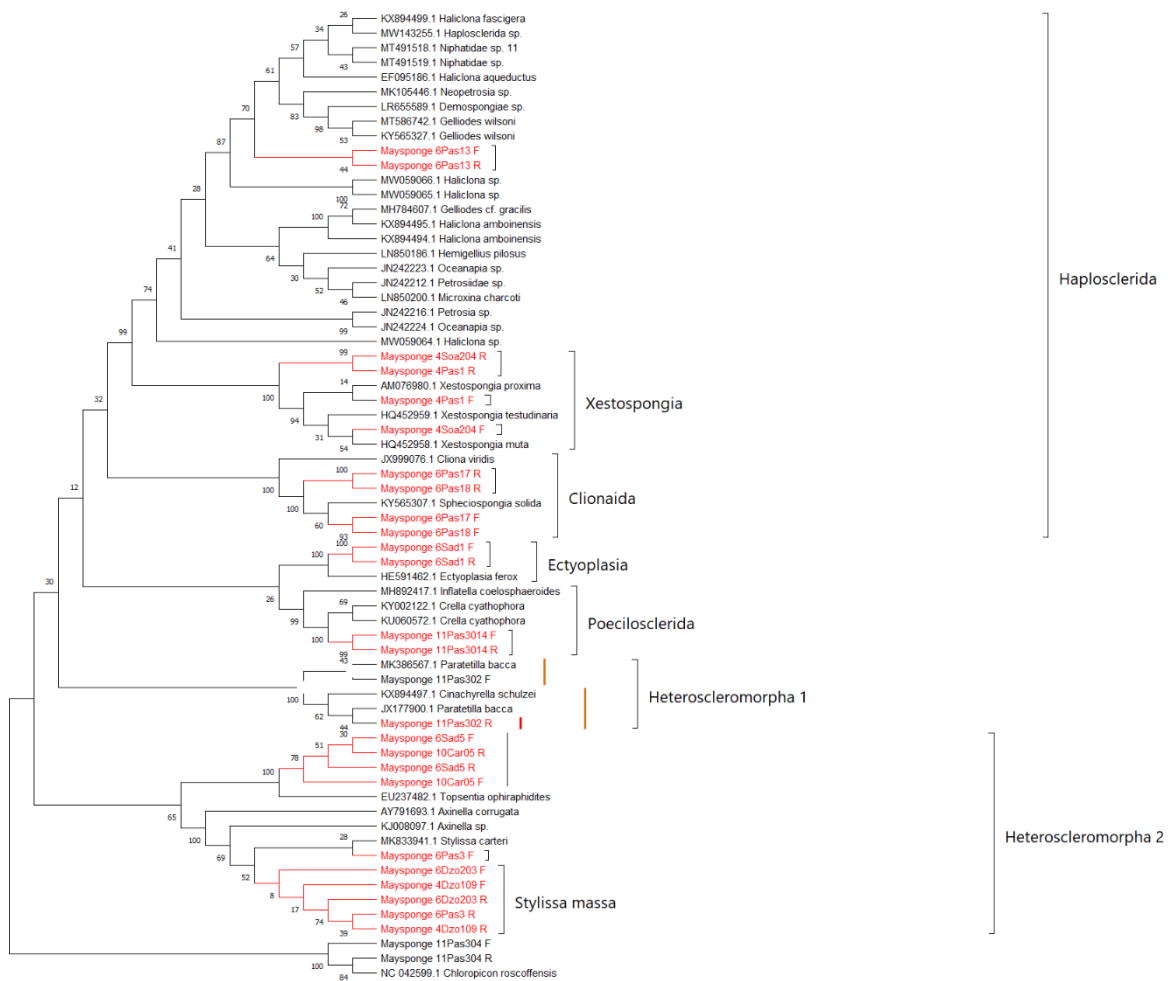 KX894499.1 Haliclona fascigera
MW143255.1 Haplosclerida sp.
MT491518.1 Niphatidae sp. 11
MT491519.1 Niphatidae sp.
EF095186.1 Haliclona aqueductus
MK105446.1 Neopetrosia sp.
LR655589.1 Demospongiae sp.
MT586742.1 Gelliodes wilsoni
KY565327.1 Gelliodes wilsoni
Maysponge 6Pas13 F
Maysponge 6Pas13 R
MW059066.1 Haliclona sp.
MW059065.1 Haliclona sp.
MH784607.1 Gelliodes cf. gracilis
KX894495.1 Haliclona amboinensis
KX894494.1 Haliclona amboinensis
LN850186.1 Hemigellius pilosus
JN242223.1 Oceanapia sp.
JN242212.1 Petrosiidae sp.
LN850200.1 Microxina charcoti
JN242216.1 Petrosia sp.
JN242224.1 Oceanapia sp.
MW059064.1 Haliclona sp.
Maysponge 4Soa204 R
Maysponge 4Pas1 R
AM076980.1 Xestospongia proxima
Maysponge 4Pas1 F
HQ452959.1 Xestospongia testudinaria
Maysponge 4Soa204 F
HQ452958.1 Xestospongia muta
JX999076.1 Cliona viridis
Maysponge 6Pas17 R
Maysponge 6Pas18 R
KY565307.1 Spheciospongia solida
Maysponge 6Pas17 F
Maysponge 6Pas18 F
Maysponge 6Sad1 F
Maysponge 6Sad1 R
HE591462.1 Ectyoplasia ferox
MH892417.1 Inflatella coelosphaeroides
KY002122.1 Crella cyathophora
KU060572.1 Crella cyathophora
Maysponge 11Pas3014 F
Maysponge 11Pas3014 R
MK386567.1 Paratetilla bacca
Maysponge 11Pas302 F
KX894497.1 Cinachyrella schulzei
JX177900.1 Paratetilla bacca
Maysponge 11Pas302 R
Maysponge 6Sad5 F
Maysponge 10Car05 R
Maysponge 6Sad5 R
Maysponge 10Car05 F
EU237482.1 Topsentia ophiraphidites
AY791693.1 Axinella corrugata
KJ008097.1 Axinella sp.
MK833941.1 Stylissa carteri
Maysponge 6Pas3 F
Maysponge 6Dzo203 F
Maysponge 4Dzo109 F
Maysponge 6Dzo203 R
Maysponge 6Pas3 R
Maysponge 4Dzo109 R
Maysponge 11Pas304 F
Maysponge 11Pas304 R
NC 042599.1 Chloropicon roscoffensis
Haplosclerida
Xestospongia
Clionaida
Ectyoplasia
Poecilosclerida
Heteroscleromorpha 1
Heteroscleromorpha 2
Stylissa massa
26
34
57
43
61
83
98
53
70
44
87
100
28
72
100
64
30
52
46
41
99
74
99
99
100
14
94
31
54
32
100
100
100
60
93
12
100
100
26
69
99
100
99
30
43
100
62
44
30
51
78
100
65
100
69
28
52
8
17
74
39
100
84